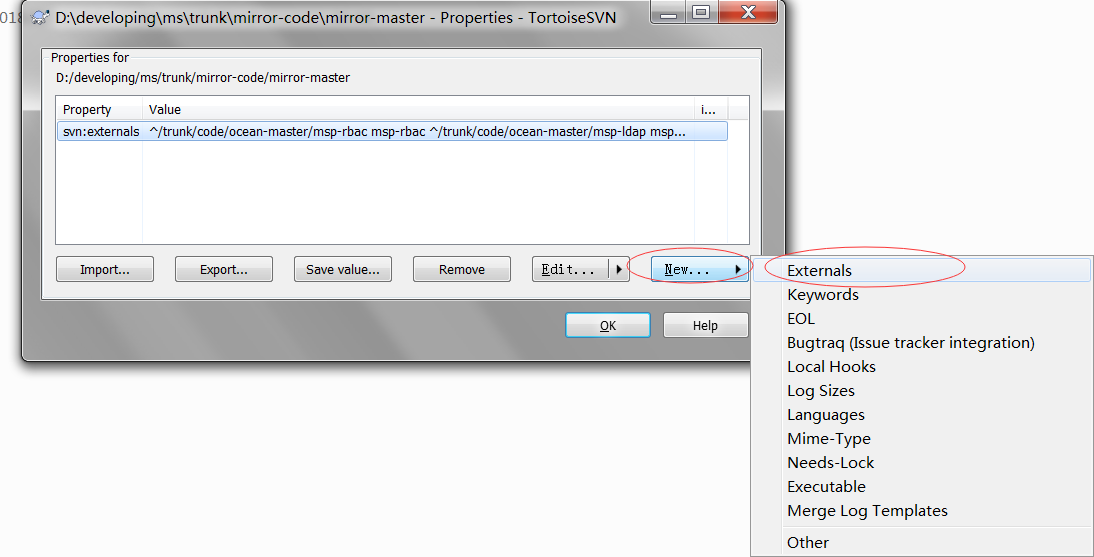 018
D:\developing\ms\trunk\mirror-code\mirror-master - Properties - TortoiseSVN
Properties for
D:/developing/ms/trunk/mirror-code/mirror-master
Property Value i...
svn:externals ^/trunk/code/ocean-master/msp-rbac msp-rbac ^/trunk/code/ocean-master/msp-ldap msp...
Import... Export... Save value... Remove Edit... New...
OK Help
Externals
Keywords
EOL
Bugtraq (Issue tracker integration)
Local Hooks
Log Sizes
Languages
Mime-Type
Needs-Lock
Executable
Merge Log Templates
Other